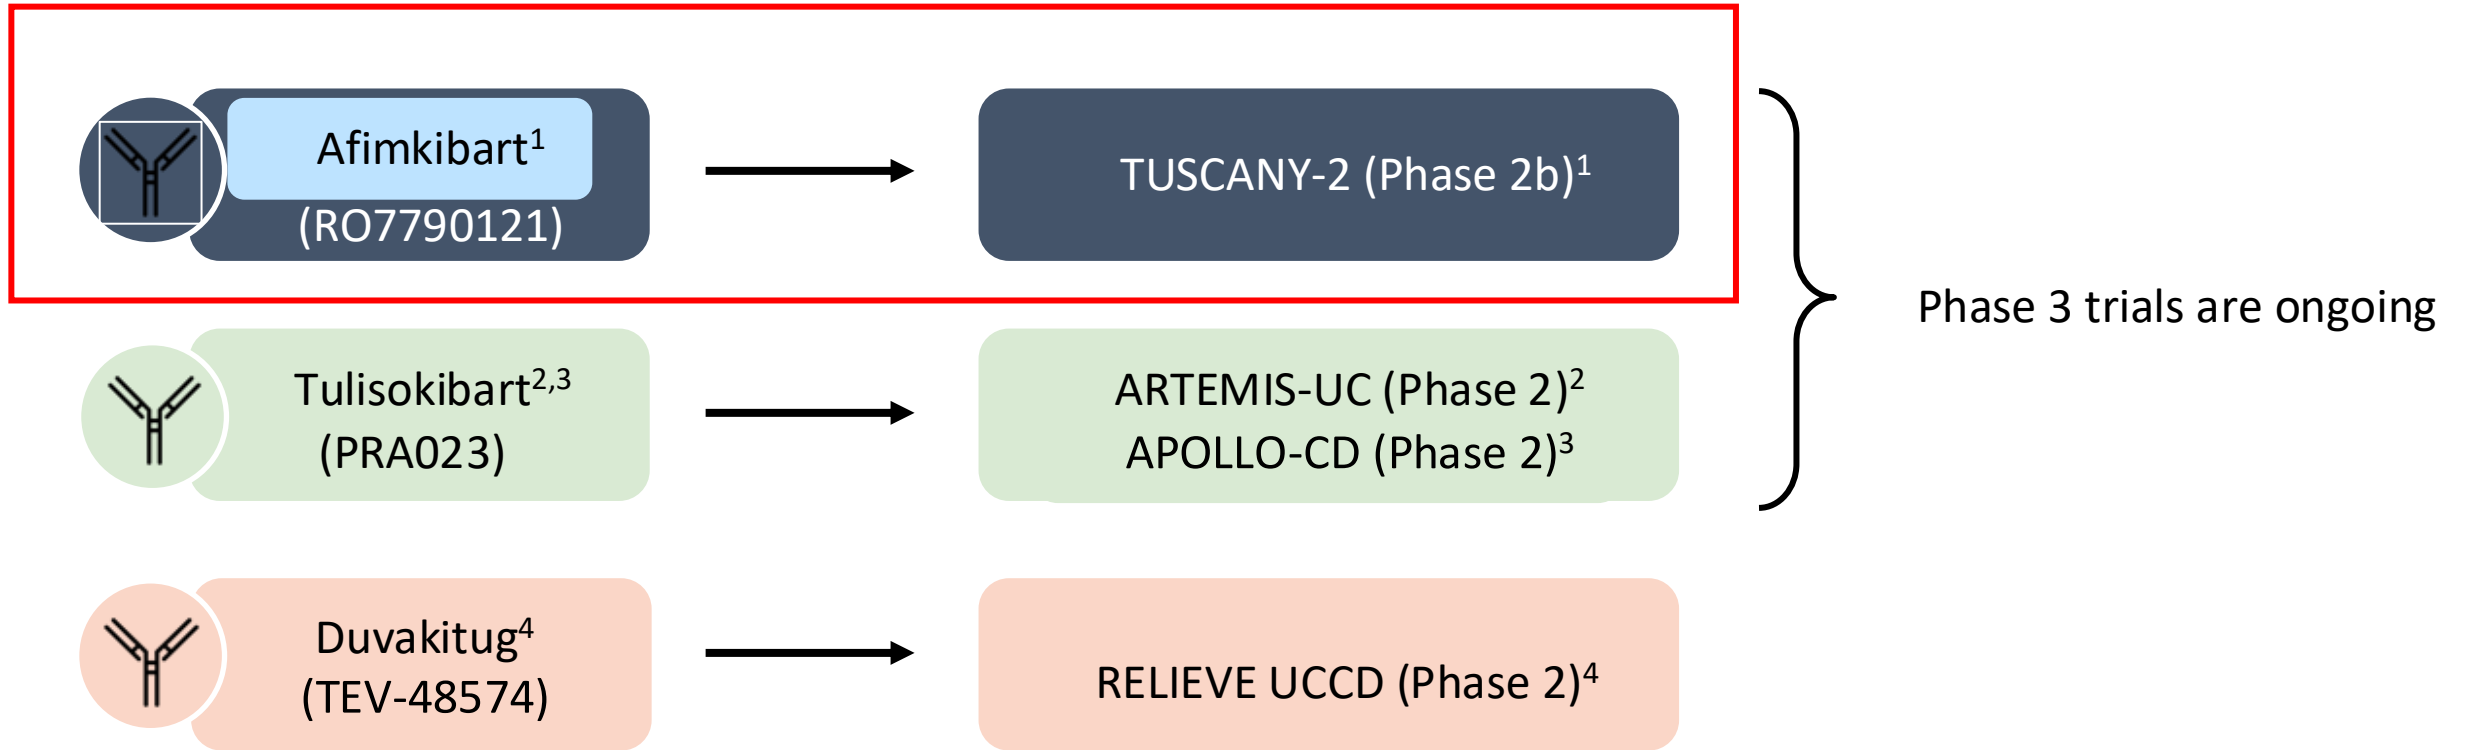 Afimkibart¹
(RO7790121)
TUSCANY-2 (Phase 2b)¹
Tulisokibart²,³
(PRA023)
ARTEMIS-UC (Phase 2)²
APOLLO-CD (Phase 2)³
Phase 3 trials are ongoing
Duvakitug⁴
(TEV-48574)
RELIEVE UCCD (Phase 2)⁴